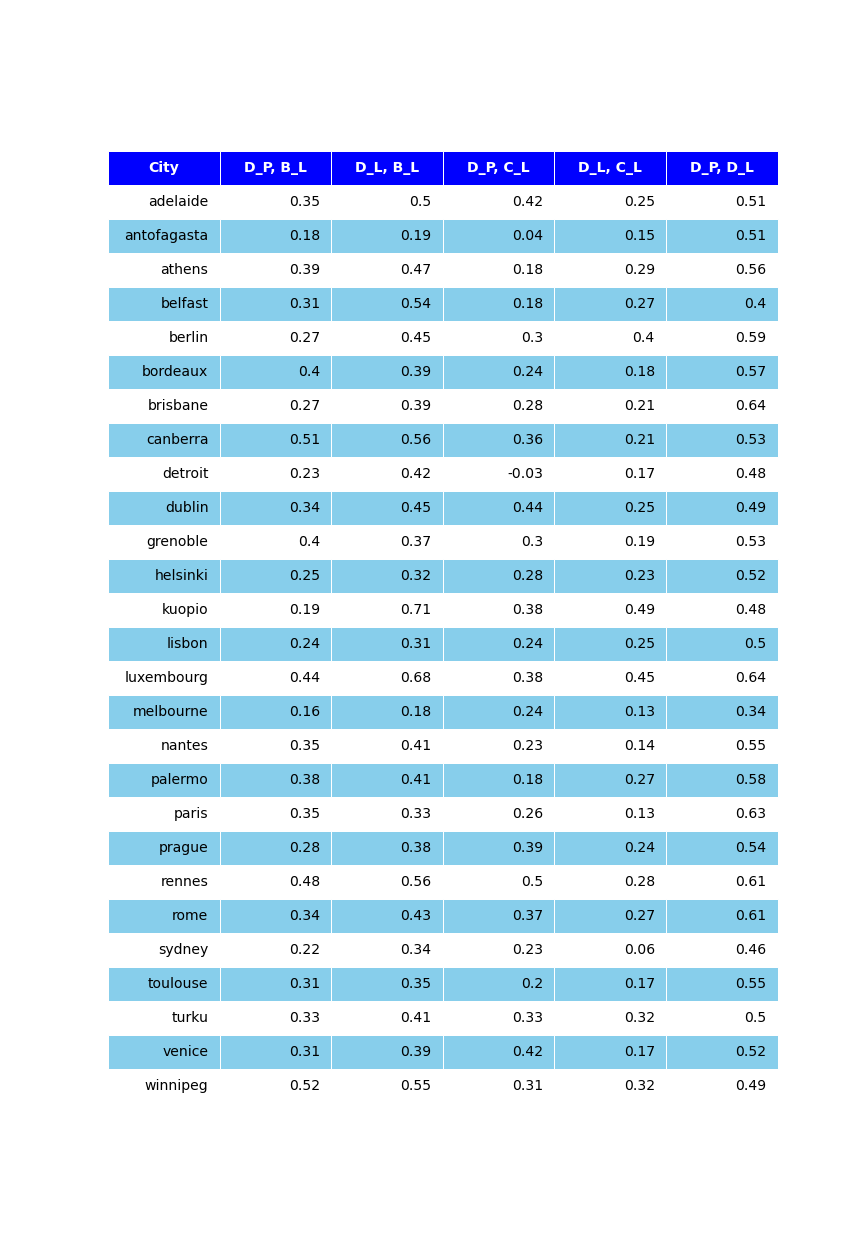 City D_P, B_L D_L, B_L D_P, C_L D_L, C_L D_P, D_L
adelaide 0.35 0.5 0.42 0.25 0.51
antofagasta 0.18 0.19 0.04 0.15 0.51
athens 0.39 0.47 0.18 0.29 0.56
belfast 0.31 0.54 0.18 0.27 0.4
berlin 0.27 0.45 0.3 0.4 0.59
bordeaux 0.4 0.39 0.24 0.18 0.57
brisbane 0.27 0.39 0.28 0.21 0.64
canberra 0.51 0.56 0.36 0.21 0.53
detroit 0.23 0.42 -0.03 0.17 0.48
dublin 0.34 0.45 0.44 0.25 0.49
grenoble 0.4 0.37 0.3 0.19 0.53
helsinki 0.25 0.32 0.28 0.23 0.52
kuopio 0.19 0.71 0.38 0.49 0.48
lisbon 0.24 0.31 0.24 0.25 0.5
luxembourg 0.44 0.68 0.38 0.45 0.64
melbourne 0.16 0.18 0.24 0.13 0.34
nantes 0.35 0.41 0.23 0.14 0.55
palermo 0.38 0.41 0.18 0.27 0.58
paris 0.35 0.33 0.26 0.13 0.63
prague 0.28 0.38 0.39 0.24 0.54
rennes 0.48 0.56 0.5 0.28 0.61
rome 0.34 0.43 0.37 0.27 0.61
sydney 0.22 0.34 0.23 0.06 0.46
toulouse 0.31 0.35 0.2 0.17 0.55
turku 0.33 0.41 0.33 0.32 0.5
venice 0.31 0.39 0.42 0.17 0.52
winnipeg 0.52 0.55 0.31 0.32 0.49